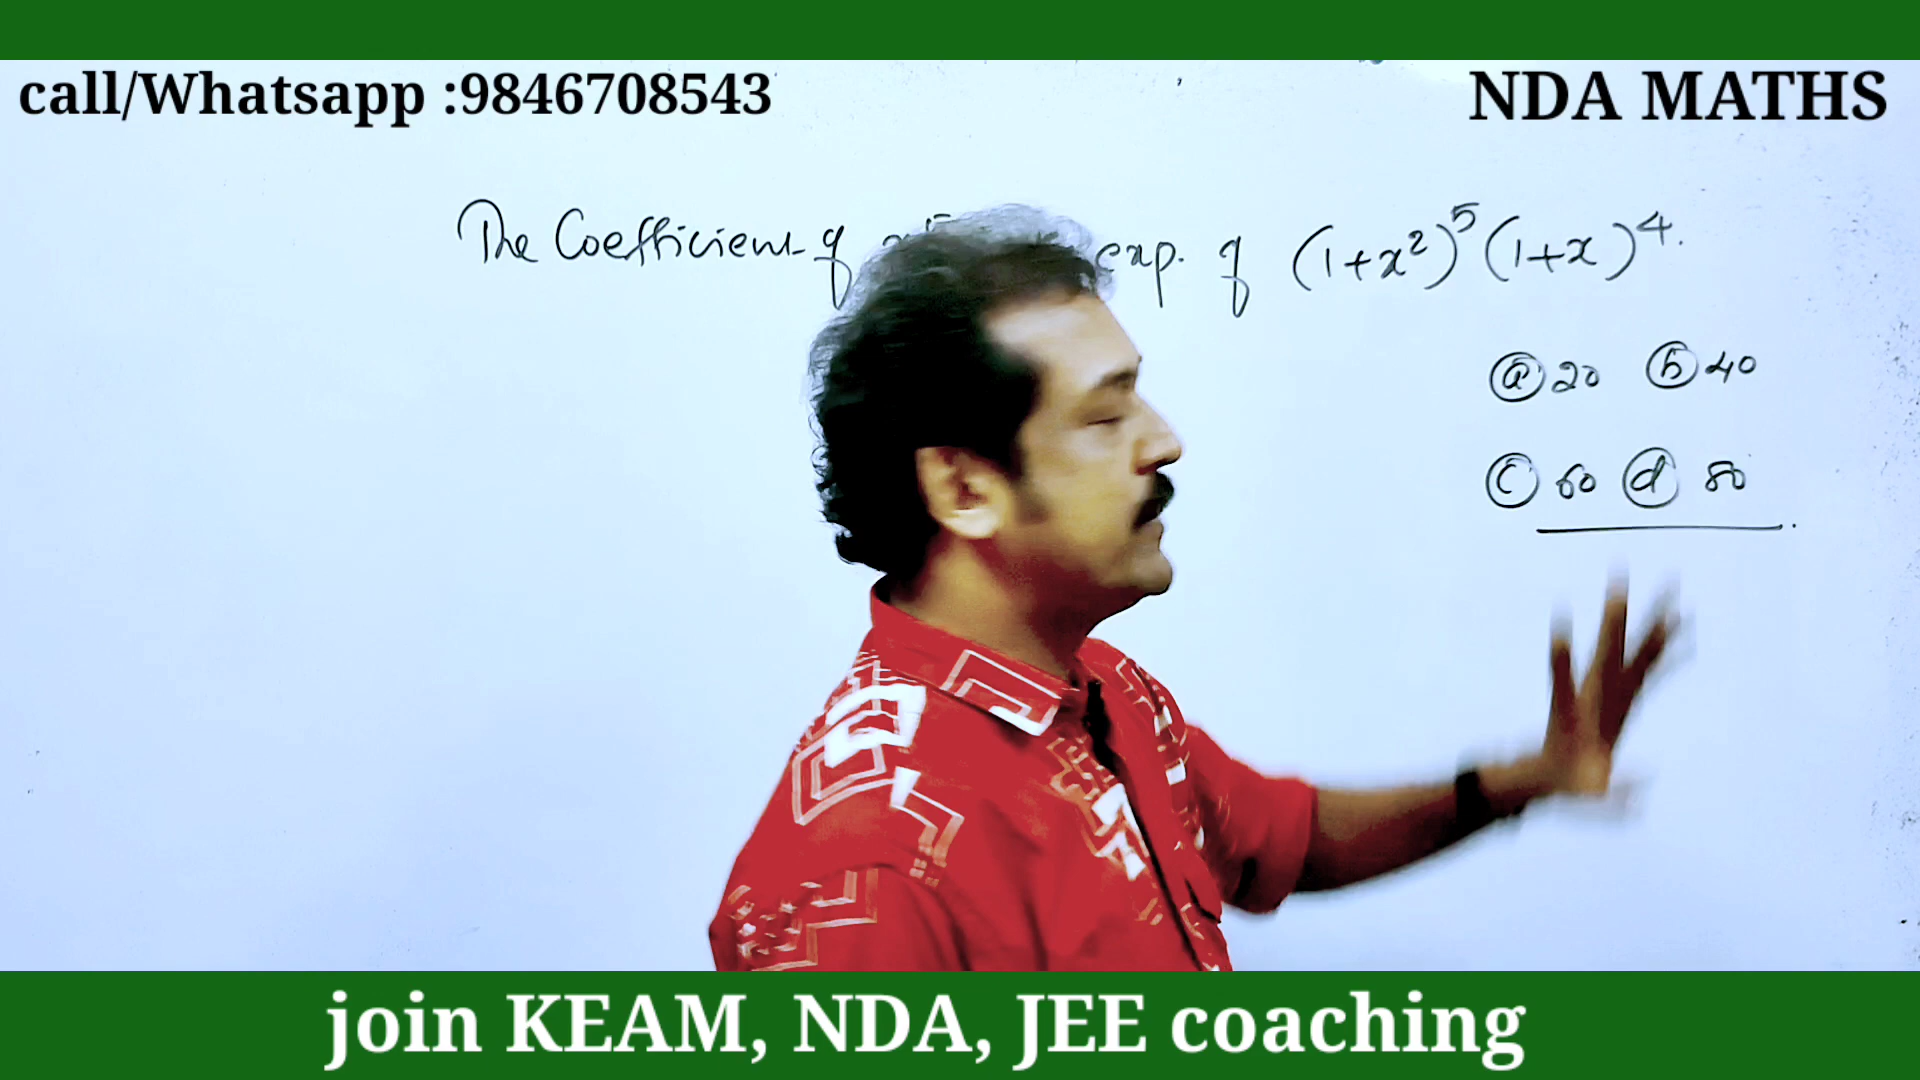 call/Whatsapp :9846708543
NDA MATHS
The Coefficient of exp. of (1+x²)⁵(1+x)⁴.
(a) 20 (b) 40
(c) 60 (d) 80
join KEAM, NDA, JEE coaching